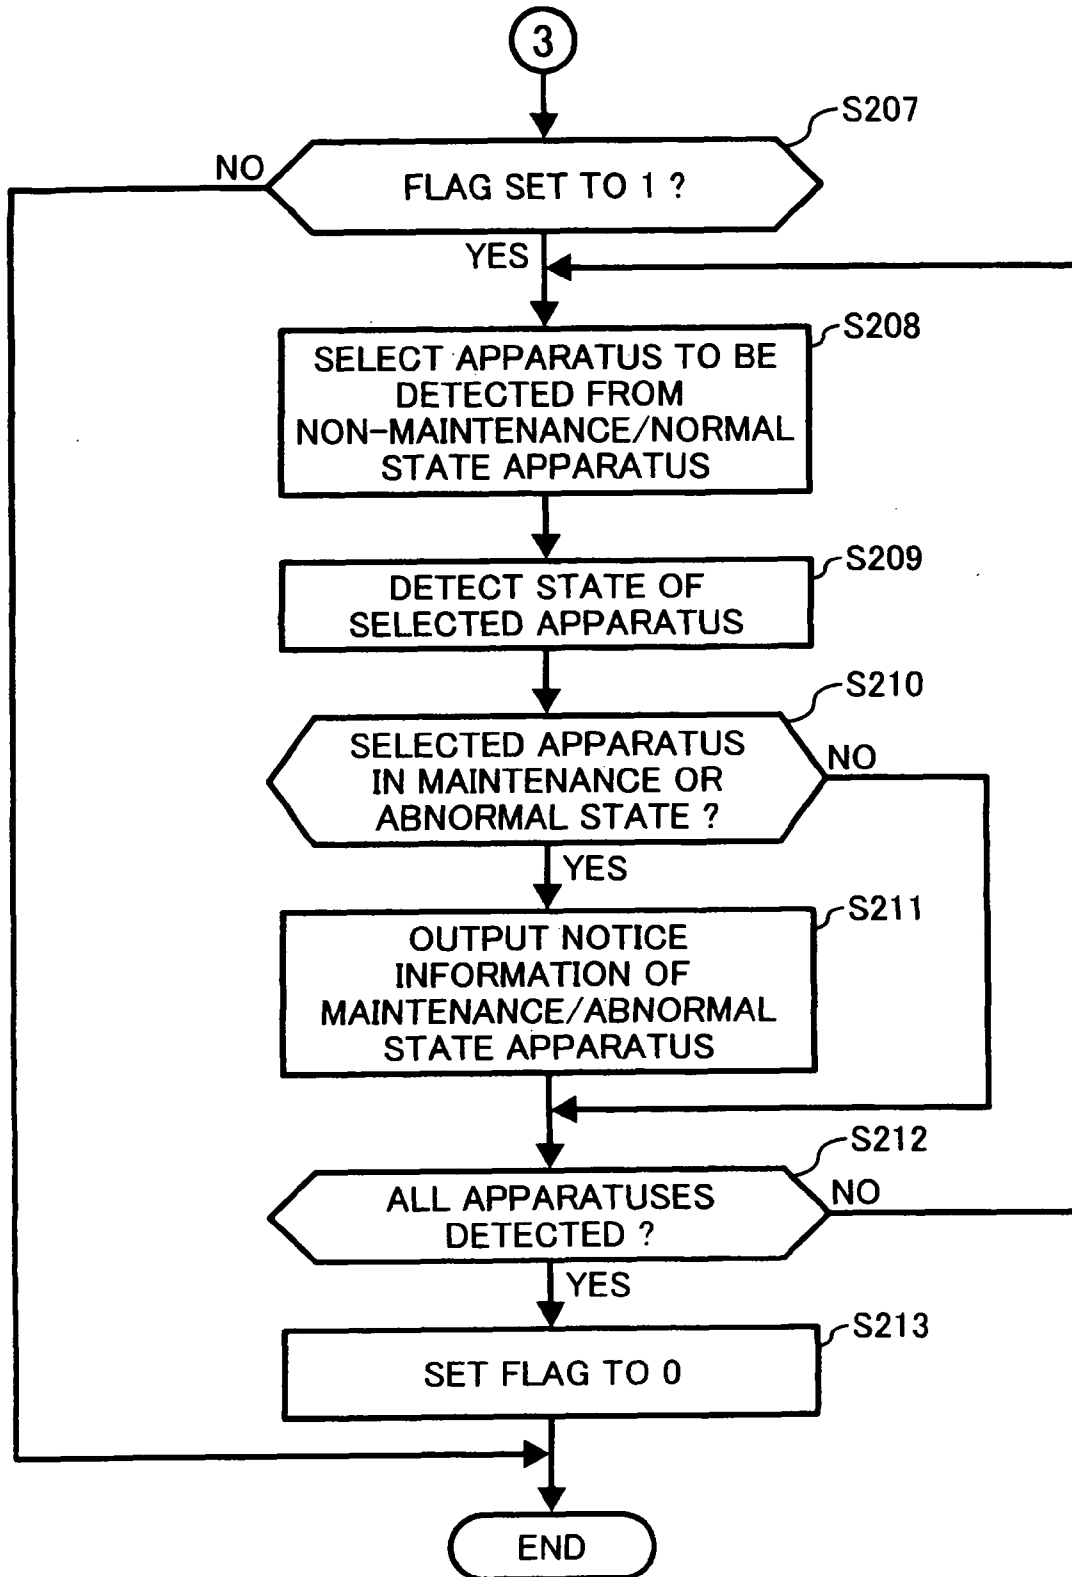 3
S207
NO
FLAG SET TO 1 ?
YES
S208
SELECT APPARATUS TO BE
DETECTED FROM
NON-MAINTENANCE/NORMAL
STATE APPARATUS
S209
DETECT STATE OF
SELECTED APPARATUS
S210
SELECTED APPARATUS
IN MAINTENANCE OR
ABNORMAL STATE ?
NO
YES
S211
OUTPUT NOTICE
INFORMATION OF
MAINTENANCE/ABNORMAL
STATE APPARATUS
S212
ALL APPARATUSES
DETECTED ?
NO
YES
S213
SET FLAG TO 0
END